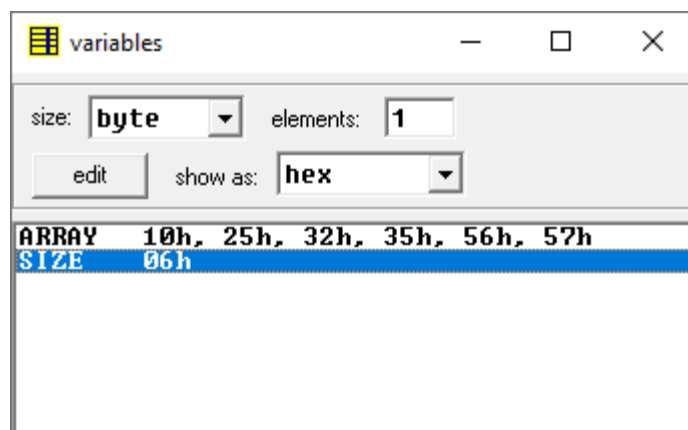 variables
size: byte elements: 1
edit show as: hex
ARRAY 10h, 25h, 32h, 35h, 56h, 57h
SIZE 06h